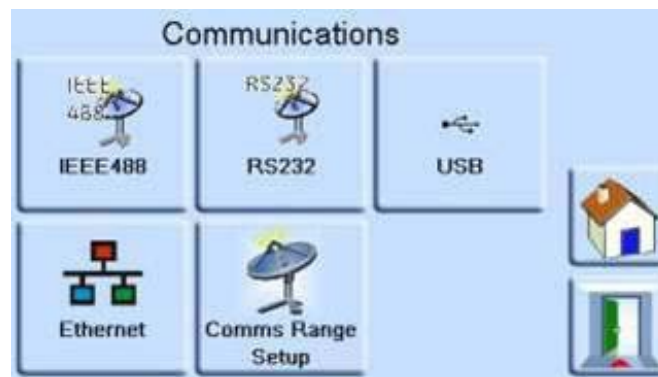 Communications
IEEE
488
IEEE488
RS232
RS232
USB
Ethernet
Comms Range
Setup